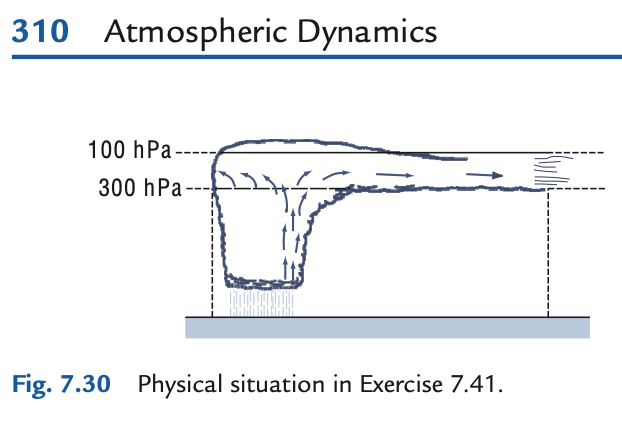 310 Atmospheric Dynamics
100 hPa
300 hPa
Fig. 7.30 Physical situation in Exercise 7.41.